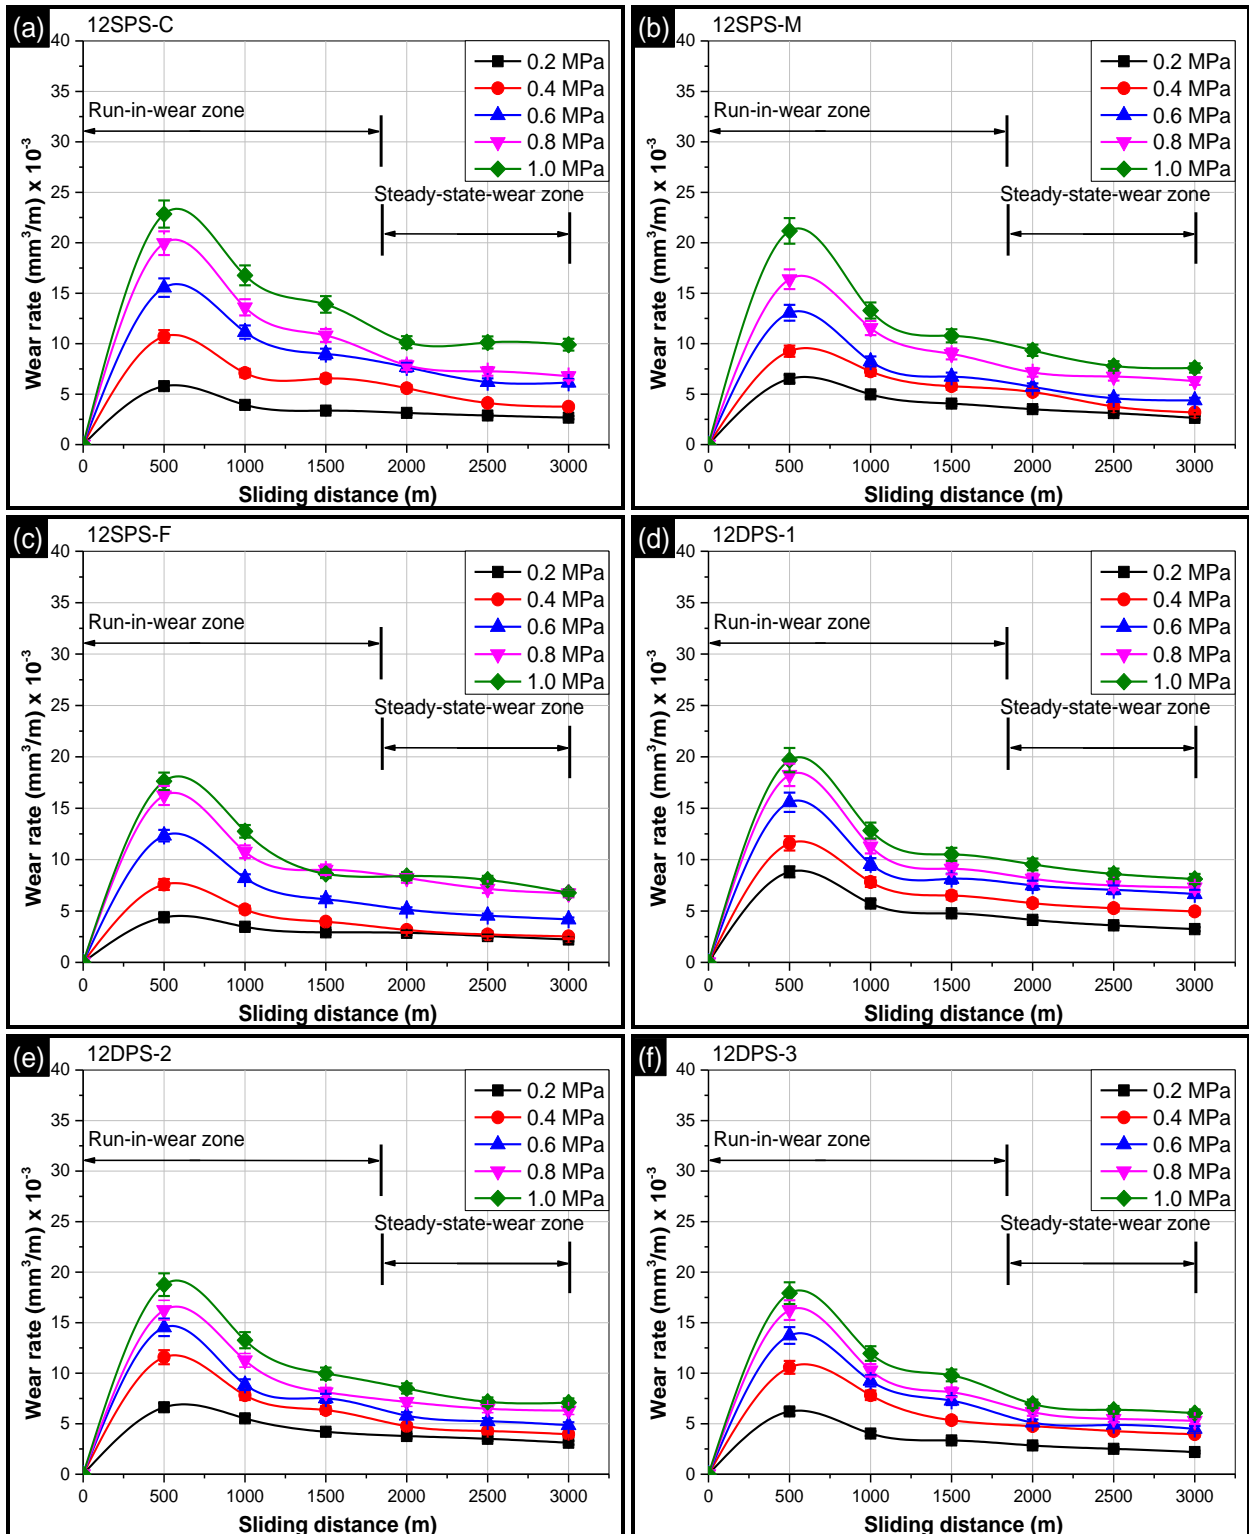 (a) 12SPS-C
40
35
30
25
20
15
10
5
0
Wear rate (mm³/m) x 10⁻³
0.2 MPa
0.4 MPa
0.6 MPa
0.8 MPa
1.0 MPa
Run-in-wear zone
Steady-state-wear zone
0 500 1000 1500 2000 2500 3000
Sliding distance (m)
(b) 12SPS-M
40
35
30
25
20
15
10
5
0
Wear rate (mm³/m) x 10⁻³
0.2 MPa
0.4 MPa
0.6 MPa
0.8 MPa
1.0 MPa
Run-in-wear zone
Steady-state-wear zone
0 500 1000 1500 2000 2500 3000
Sliding distance (m)
(c) 12SPS-F
40
35
30
25
20
15
10
5
0
Wear rate (mm³/m) x 10⁻³
0.2 MPa
0.4 MPa
0.6 MPa
0.8 MPa
1.0 MPa
Run-in-wear zone
Steady-state-wear zone
0 500 1000 1500 2000 2500 3000
Sliding distance (m)
(d) 12DPS-1
40
35
30
25
20
15
10
5
0
Wear rate (mm³/m) x 10⁻³
0.2 MPa
0.4 MPa
0.6 MPa
0.8 MPa
1.0 MPa
Run-in-wear zone
Steady-state-wear zone
0 500 1000 1500 2000 2500 3000
Sliding distance (m)
(e) 12DPS-2
40
35
30
25
20
15
10
5
0
Wear rate (mm³/m) x 10⁻³
0.2 MPa
0.4 MPa
0.6 MPa
0.8 MPa
1.0 MPa
Run-in-wear zone
Steady-state-wear zone
0 500 1000 1500 2000 2500 3000
Sliding distance (m)
(f) 12DPS-3
40
35
30
25
20
15
10
5
0
Wear rate (mm³/m) x 10⁻³
0.2 MPa
0.4 MPa
0.6 MPa
0.8 MPa
1.0 MPa
Run-in-wear zone
Steady-state-wear zone
0 500 1000 1500 2000 2500 3000
Sliding distance (m)